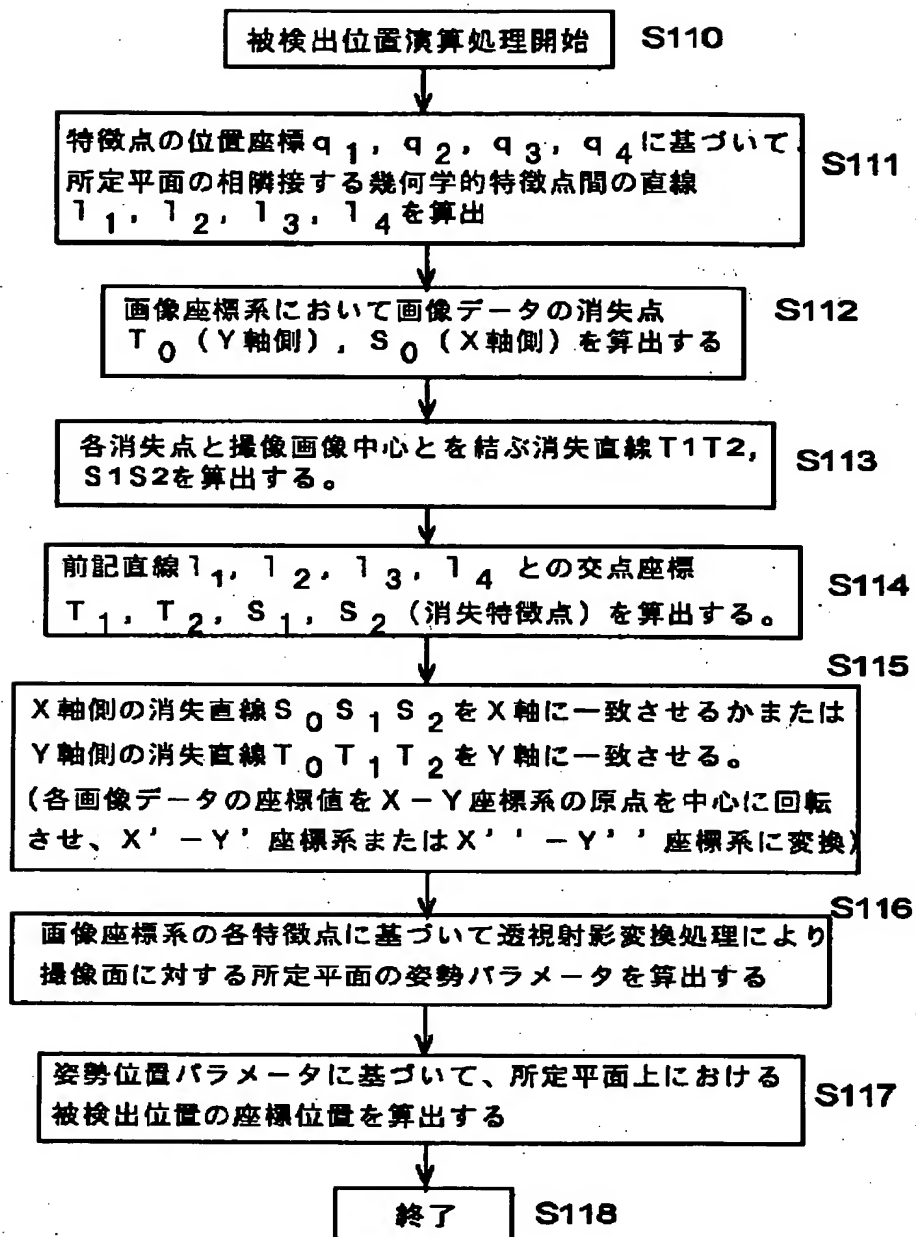 被検出位置演算処理開始 S110
特徴点の位置座標q1, q2, q3, q4に基づいて、 S111
所定平面の相隣接する幾何学的特徴点間の直線
l1, l2, l3, l4を算出
画像座標系において画像データの消失点 S112
T0(Y軸側), S0(X軸側)を算出する
各消失点と撮像画像中心とを結ぶ消失直線T1T2, S113
S1S2を算出する。
前記直線l1, l2, l3, l4 との交点座標 S114
T1, T2, S1, S2(消失特徴点)を算出する。
S115
X軸側の消失直線S0S1S2をX軸に一致させるかまたは
Y軸側の消失直線T0T1T2をY軸に一致させる。
(各画像データの座標値をX-Y座標系の原点を中心に回転
させ、X'-Y'座標系またはX''-Y''座標系に変換)
S116
画像座標系の各特徴点に基づいて透視射影変換処理により
撮像面に対する所定平面の姿勢パラメータを算出する
姿勢位置パラメータに基づいて、所定平面上における S117
被検出位置の座標位置を算出する
終了 S118